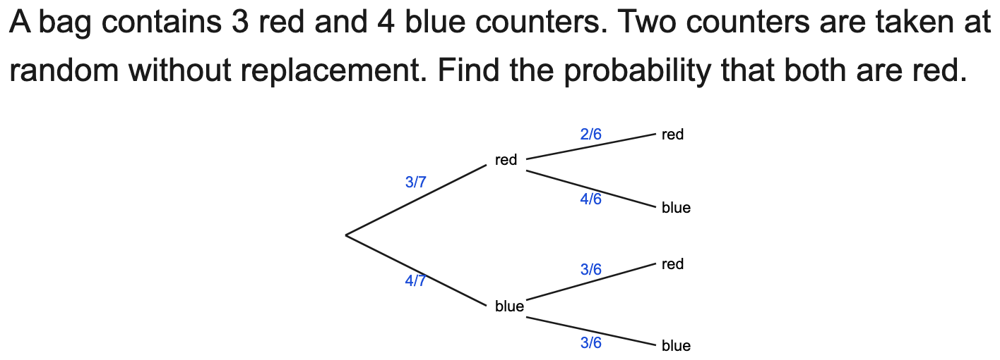 A bag contains 3 red and 4 blue counters. Two counters are taken at
random without replacement. Find the probability that both are red.
2/6
red
red
3/7
4/6
blue
3/6
red
4/7
blue
3/6
blue